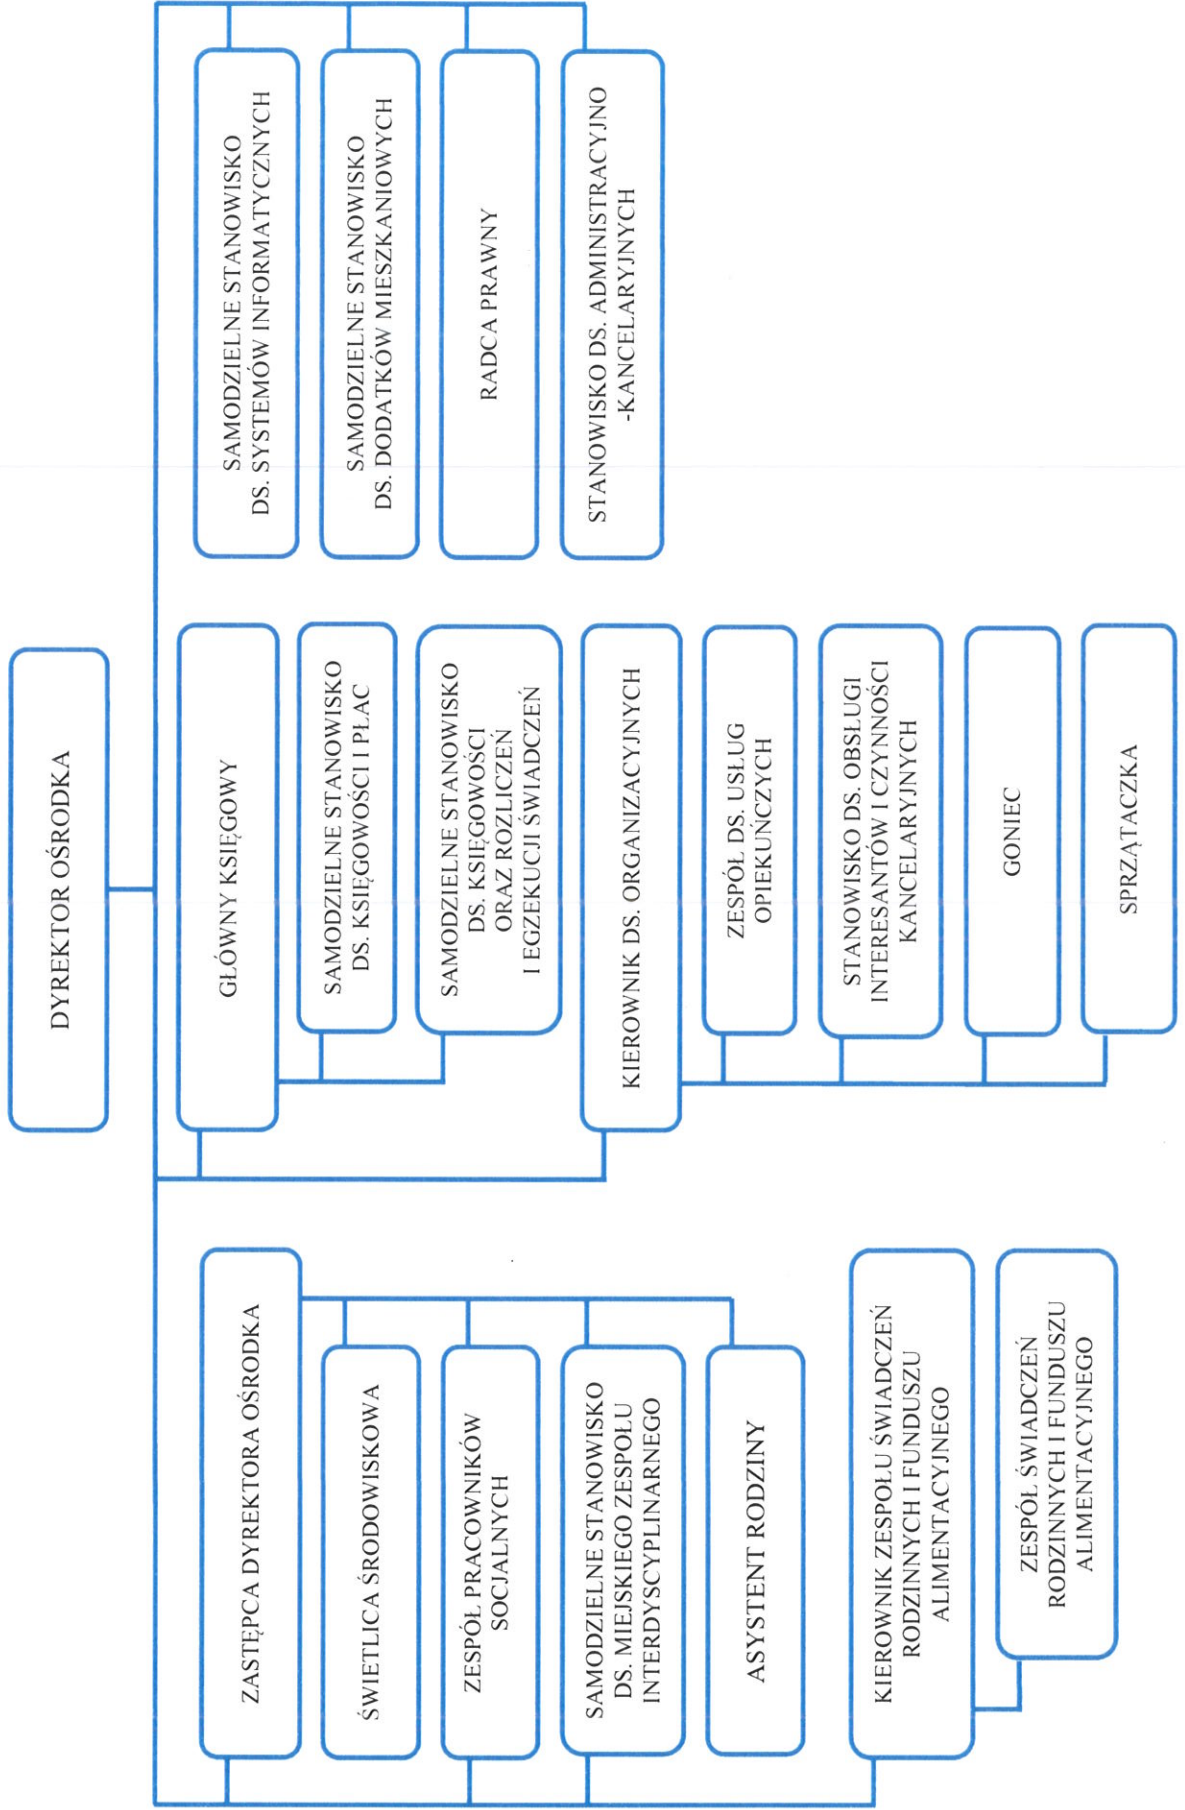 DYREKTOR OŚRODKA
ZASTĘPCA DYREKTORA OŚRODKA
ŚWIETLICA ŚRODOWISKOWA
ZESPÓŁ PRACOWNIKÓW
SOCJALNYCH
SAMODZIELNE STANOWISKO
DS. MIEJSKIEGO ZESPOŁU
INTERDYSCYPLINARNEGO
ASYSTENT RODZINY
KIEROWNIK ZESPOŁU ŚWIADCZEŃ
RODZINNYCH I FUNDUSZU
ALIMENTACYJNEGO
ZESPÓŁ ŚWIADCZEŃ
RODZINNYCH I FUNDUSZU
ALIMENTACYJNEGO
GŁÓWNY KSIĘGOWY
SAMODZIELNE STANOWISKO
DS. KSIĘGOWOŚCI I PŁAC
SAMODZIELNE STANOWISKO
DS. KSIĘGOWOŚCI
ORAZ ROZLICZEŃ
I EGZEKUCJI ŚWIADCZEŃ
KIEROWNIK DS. ORGANIZACYJNYCH
ZESPÓŁ DS. USŁUG
OPIEKUŃCZYCH
STANOWISKO DS. OBSŁUGI
INTERESANTÓW I CZYNNOŚCI
KANCELARYJNYCH
GONIEC
SPRZĄTACZKA
SAMODZIELNE STANOWISKO
DS. SYSTEMÓW INFORMATYCZNYCH
SAMODZIELNE STANOWISKO
DS. DODATKÓW MIESZKANIOWYCH
RADCA PRAWNY
STANOWISKO DS. ADMINISTRACYJNO
-KANCELARYJNYCH